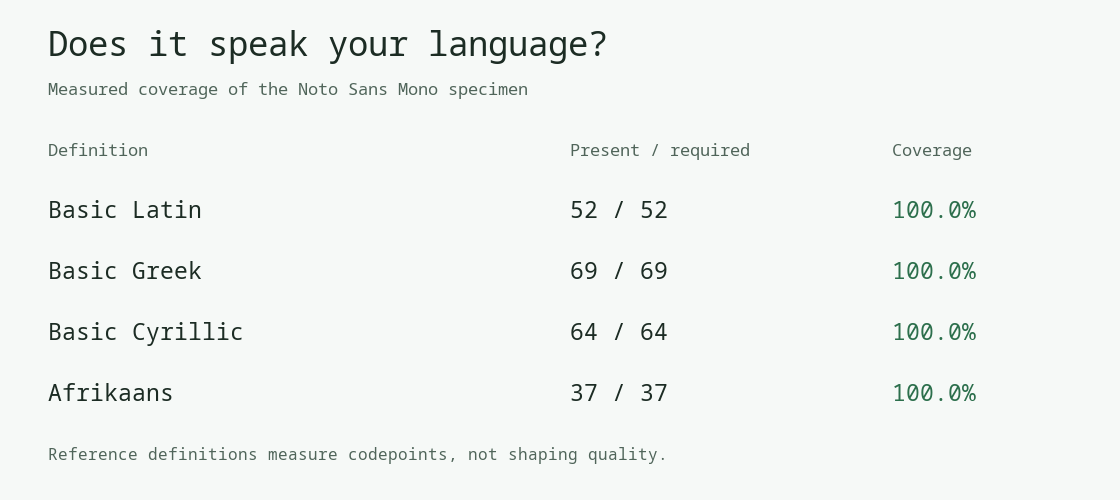 Does it speak your language?
Measured coverage of the Noto Sans Mono specimen
Definition Present / required Coverage
Basic Latin 52 / 52 100.0%
Basic Greek 69 / 69 100.0%
Basic Cyrillic 64 / 64 100.0%
Afrikaans 37 / 37 100.0%
Reference definitions measure codepoints, not shaping quality.